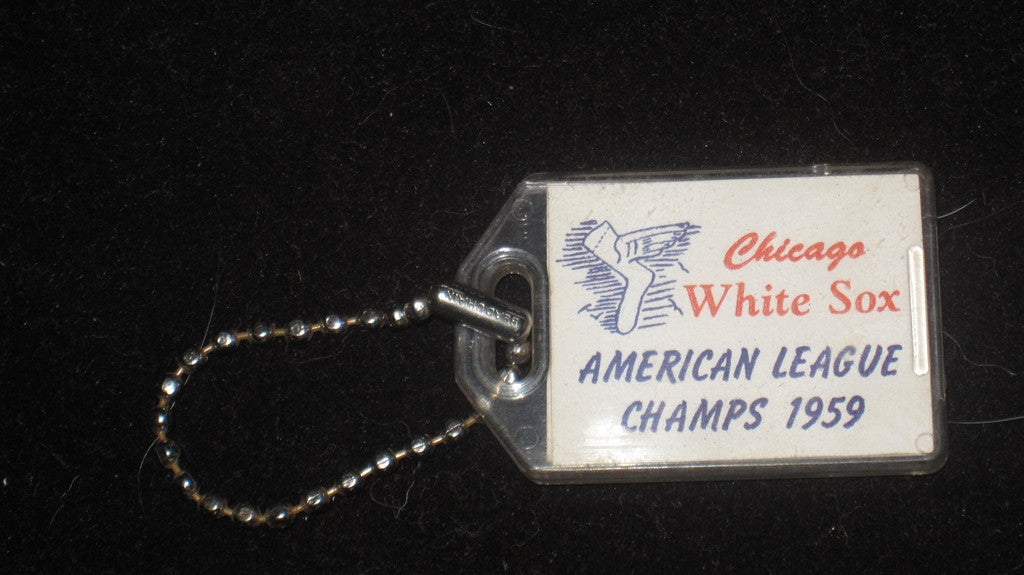 Chicago
White Sox
AMERICAN LEAGUE
CHAMPS 1959